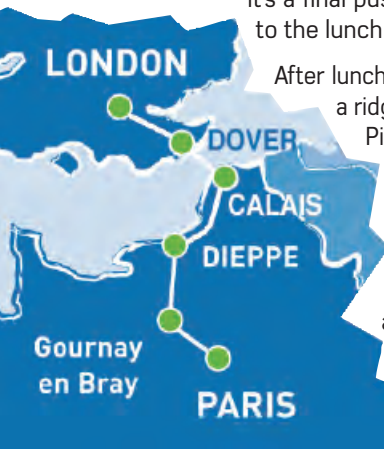 it's a final pus
to the lunch
After lunch
a ridg
Pi
LONDON
DOVER
CALAIS
DIEPPE
Gournay
en Bray
PARIS
a